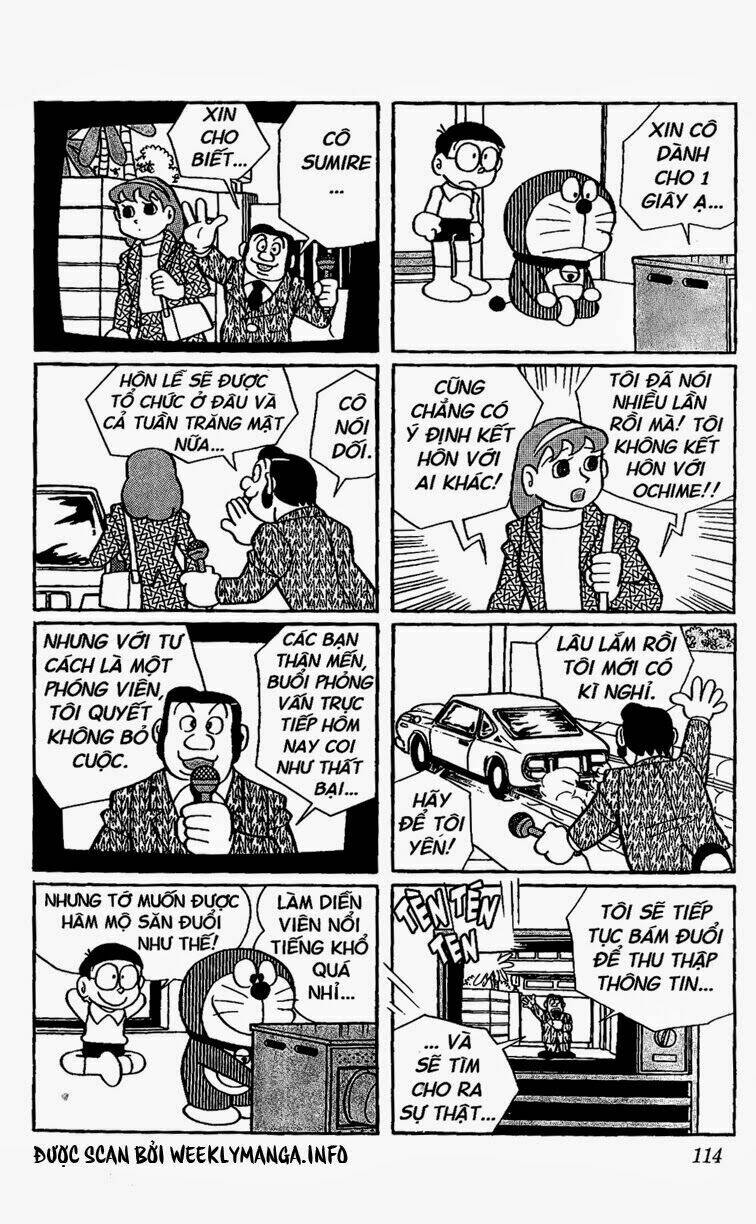 XIN CÔ
DÀNH
CHO 1
GIÂY Ạ...
CÔ
SUMIRE
...
XIN
CHO
BIẾT...
TÔI ĐÃ NÓI
NHIỀU LẦN
RỒI MÀ! TÔI
KHÔNG KẾT
HÔN VỚI
OCHIME!!
CŨNG
CHẲNG CÓ
Ý ĐỊNH KẾT
HÔN VỚI
AI KHÁC!
CÔ
NÓI
DỐI.
HÔN LỄ SẼ ĐƯỢC
TỔ CHỨC Ở ĐÂU VÀ
CẢ TUẦN TRĂNG MẬT
NỮA...
LÂU LẮM RỒI
TÔI MỚI CÓ
KÌ NGHỈ.
HÃY
ĐỂ TÔI
YẾN!
CÁC BẠN
THÂN MẾN,
BUỔI PHỎNG
VẤN TRỰC
TIẾP HÔM
NAY COI
NHƯ THẤT
BẠI...
NHƯNG VỚI TƯ
CÁCH LÀ MỘT
PHÓNG VIÊN,
TÔI QUYẾT
KHÔNG BỎ
CUỘC.
TÔI SẼ TIẾP
TỤC BÁM ĐUỔI
ĐỂ THU THẬP
THÔNG TIN...
... VÀ
SẼ TÌM
CHO RA
SỰ THẬT...
TÈN TÈN
TÈN
LÀM DIỄN
VIÊN NỔI
TIẾNG KHỔ
QUÁ
NHỈ...
NHƯNG TỚ MUỐN ĐƯỢC
HÂM MỘ SĂN ĐUỔI
NHƯ THẾ!
ĐƯỢC SCAN BỞI WEEKLYMANGA.INFO
114